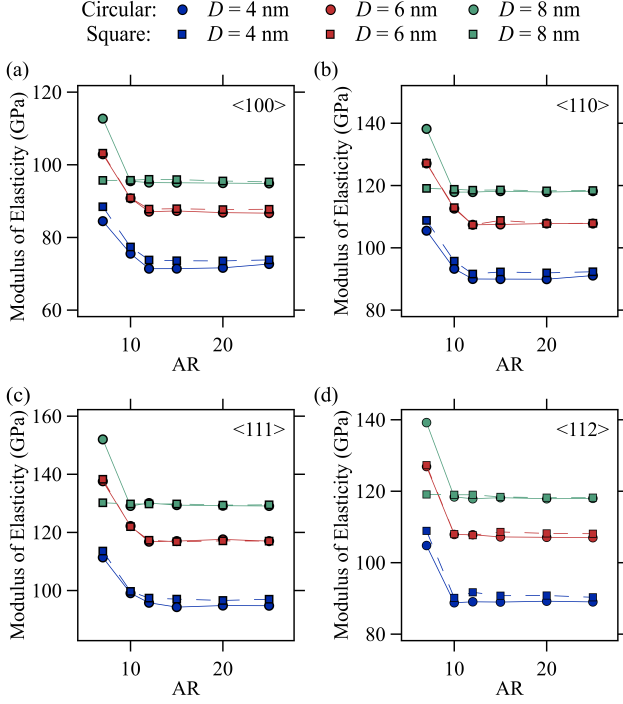 Circular: D = 4 nm D = 6 nm D = 8 nm
Square: D = 4 nm D = 6 nm D = 8 nm
(a)
<100>
Modulus of Elasticity (GPa)
120
100
80
60
10 20
AR
(b)
<110>
Modulus of Elasticity (GPa)
140
120
100
80
10 20
AR
(c)
<111>
Modulus of Elasticity (GPa)
160
140
120
100
10 20
AR
(d)
<112>
Modulus of Elasticity (GPa)
140
120
100
80
10 20
AR